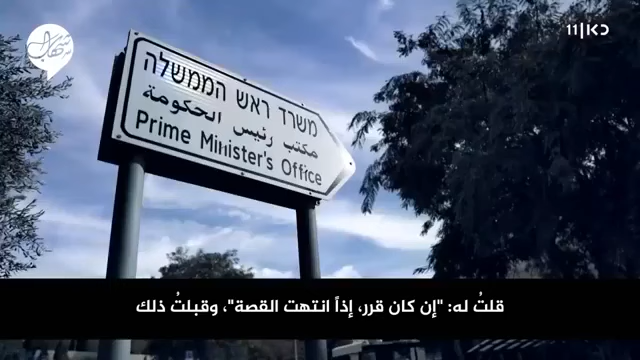 כאן 11
משרד ראש הממשלה
مكتب رئيس الحكومة
Prime Minister's Office
قلتُ له: "إن كان قرر، إذاً انتهت القصة"، وقبلتُ ذلك